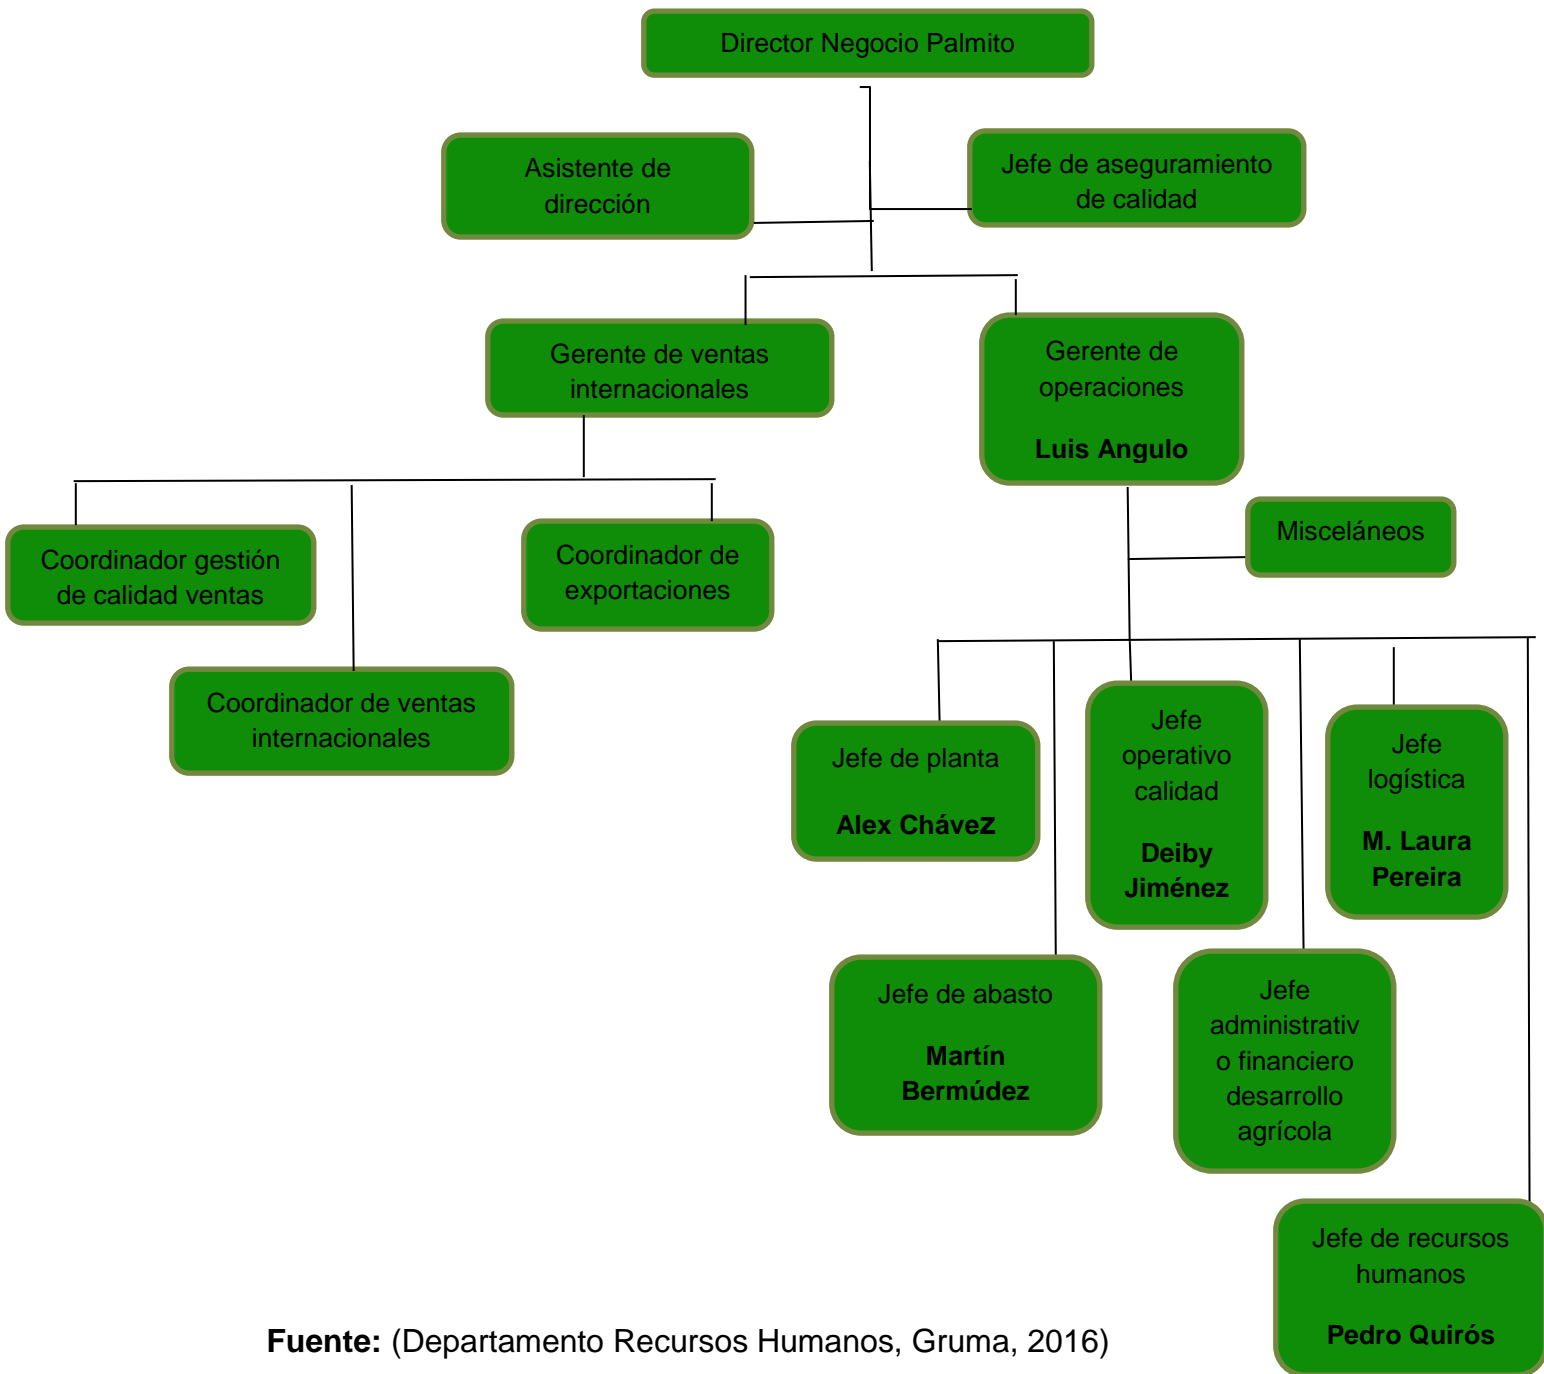 Director Negocio Palmito
Asistente de
dirección
Jefe de aseguramiento
de calidad
Gerente de ventas
internacionales
Gerente de
operaciones
Luis Angulo
Misceláneos
Coordinador gestión
de calidad ventas
Coordinador de
exportaciones
Coordinador de ventas
internacionales
Jefe de planta
Alex Chávez
Jefe
operativo
calidad
Deiby
Jiménez
Jefe
logística
M. Laura
Pereira
Jefe de abasto
Martín
Bermúdez
Jefe
administrativ
o financiero
desarrollo
agrícola
Jefe de recursos
humanos
Pedro Quirós
Fuente: (Departamento Recursos Humanos, Gruma, 2016)